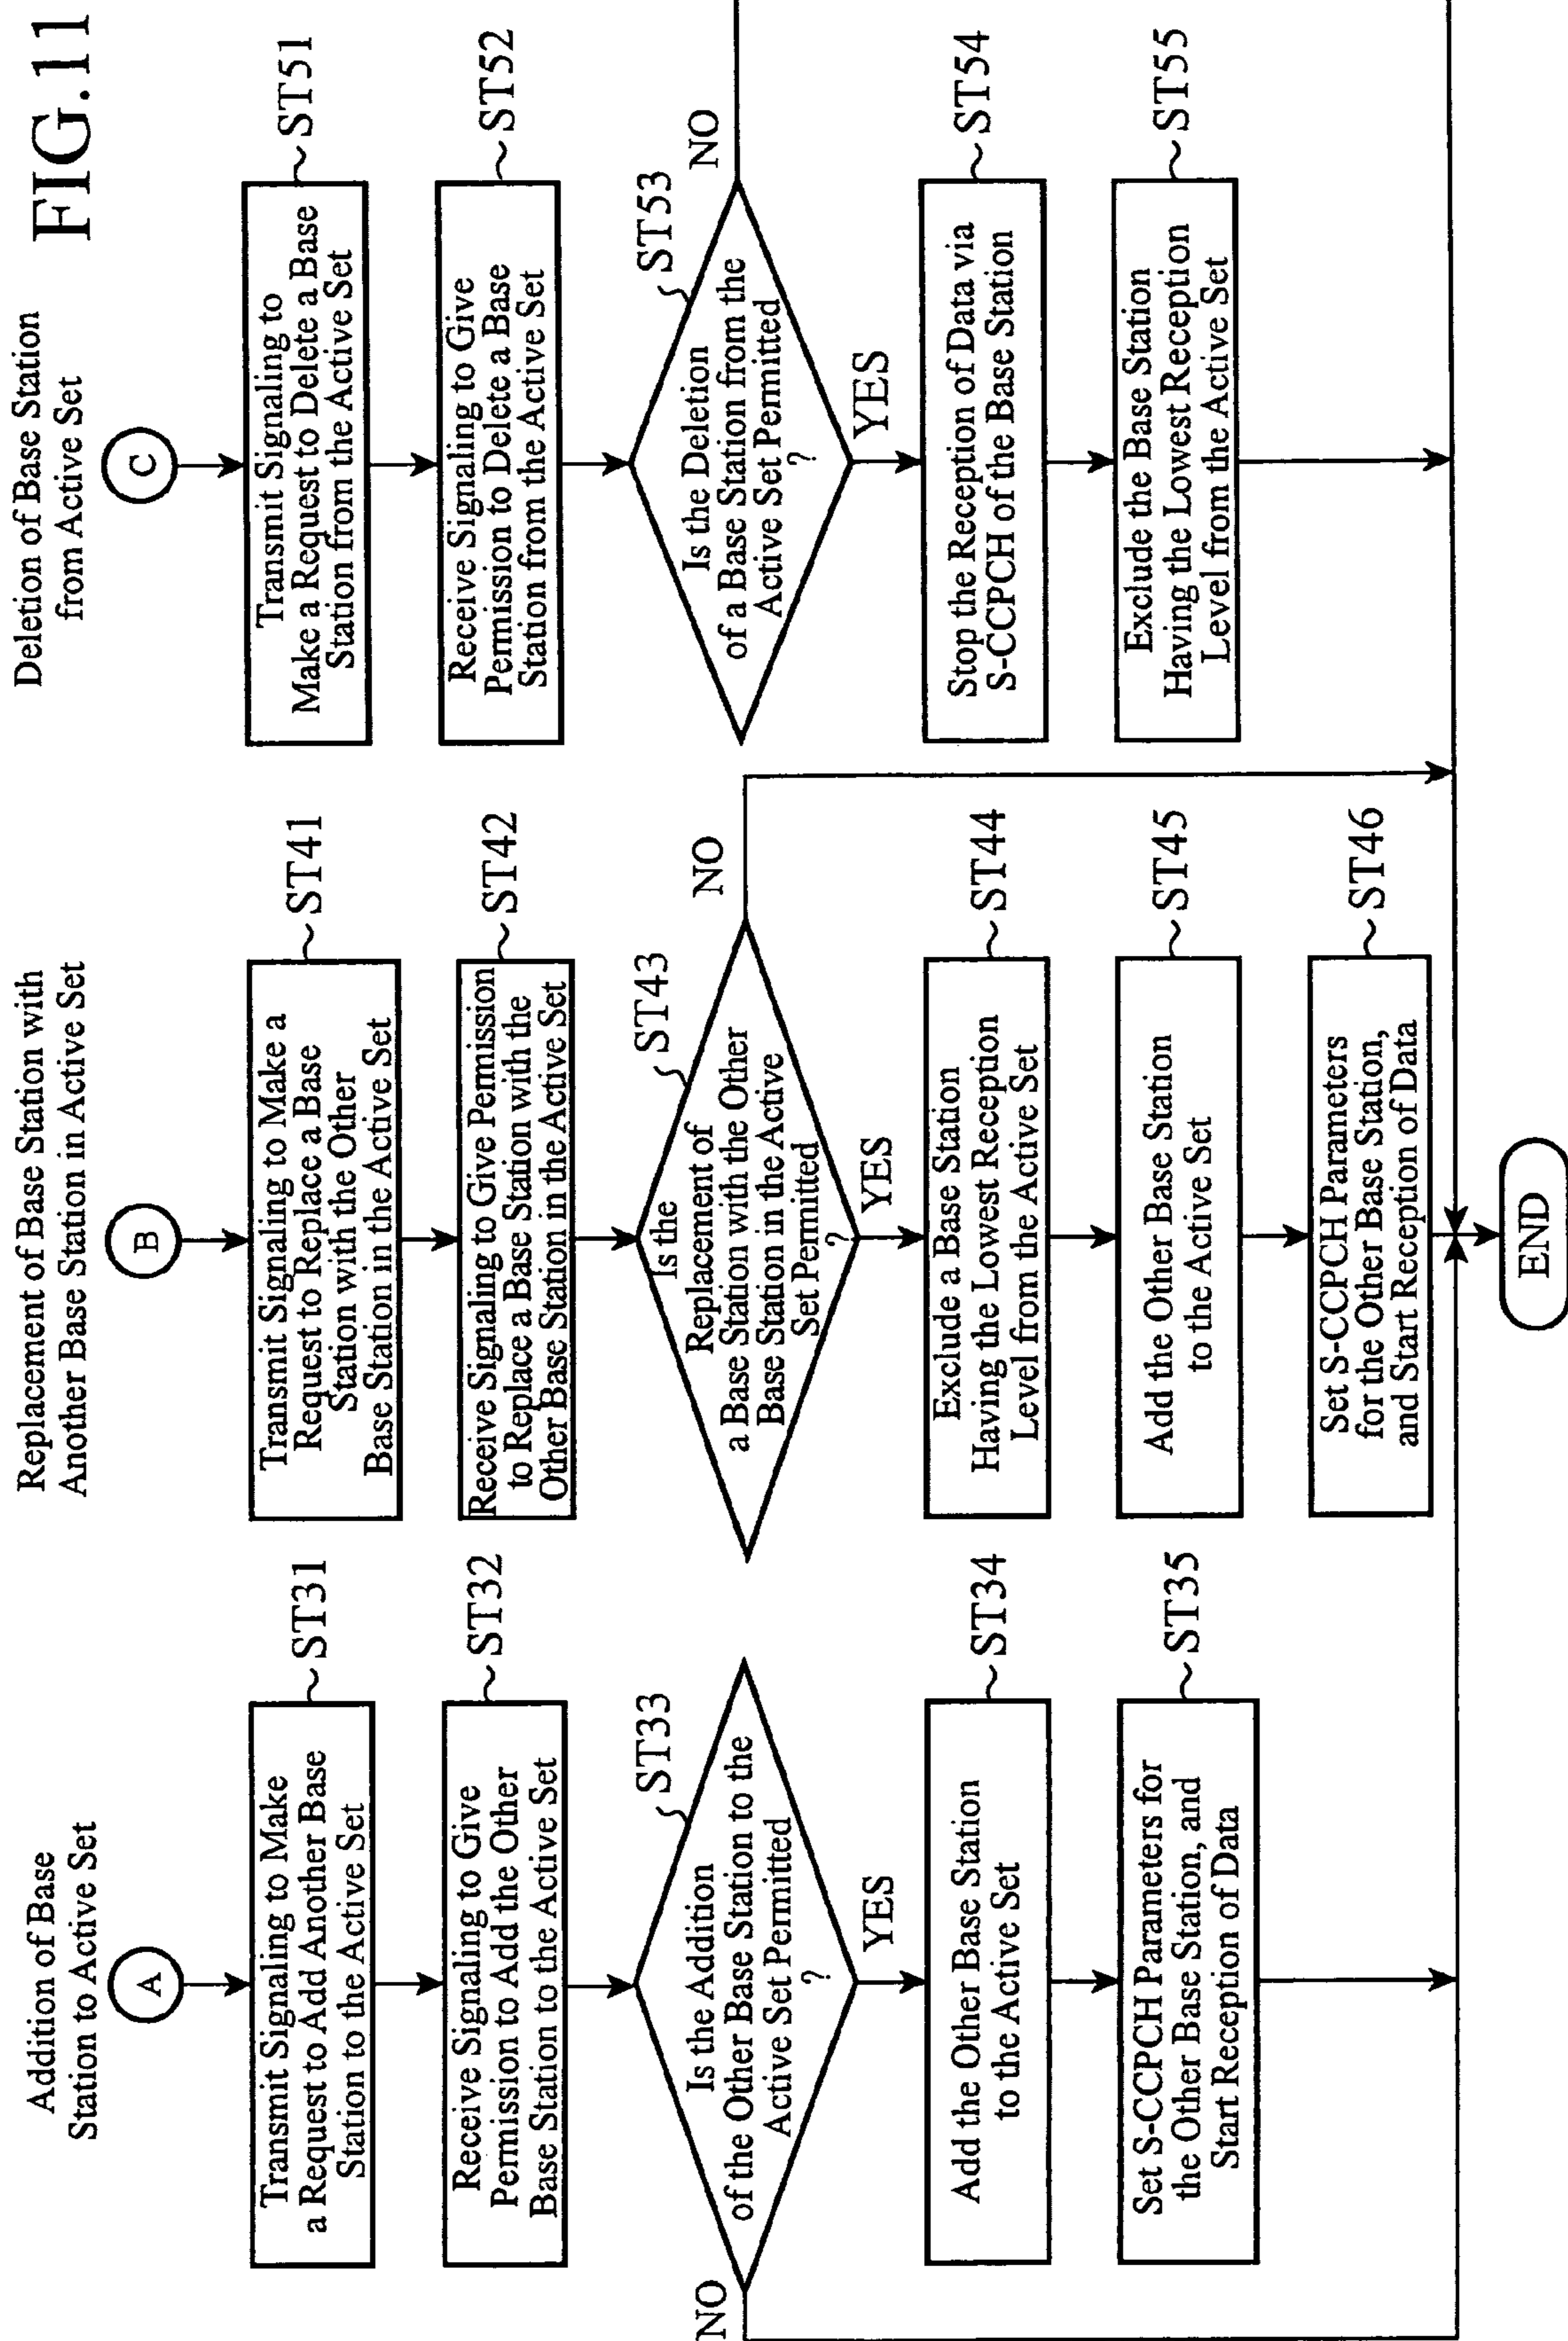 FIG.11
Addition of Base
Station to Active Set
A
Transmit Signaling to Make
a Request to Add Another Base
Station to the Active Set
~ST31
Receive Signaling to Give
Permission to Add the Other
Base Station to the Active Set
~ST32
ST33
Is the Addition
of the Other Base Station to the
Active Set Permitted
?
NO
YES
Add the Other Base Station
to the Active Set
~ST34
Set S-CCPCH Parameters for
the Other Base Station, and
Start Reception of Data
~ST35
Replacement of Base Station with
Another Base Station in Active Set
B
Transmit Signaling to Make a
Request to Replace a Base
Station with the Other
Base Station in the Active Set
~ST41
Receive Signaling to Give Permission
to Replace a Base Station with the
Other Base Station in the Active Set
~ST42
ST43
Is the
Replacement of
a Base Station with the Other
Base Station in the Active
Set Permitted
?
NO
YES
Exclude a Base Station
Having the Lowest Reception
Level from the Active Set
~ST44
Add the Other Base Station
to the Active Set
~ST45
Set S-CCPCH Parameters
for the Other Base Station,
and Start Reception of Data
~ST46
Deletion of Base Station
from Active Set
C
Transmit Signaling to
Make a Request to Delete a Base
Station from the Active Set
~ST51
Receive Signaling to Give
Permission to Delete a Base
Station from the Active Set
~ST52
ST53
Is the Deletion
of a Base Station from the
Active Set Permitted
?
NO
YES
Stop the Reception of Data via
S-CCPCH of the Base Station
~ST54
Exclude the Base Station
Having the Lowest Reception
Level from the Active Set
~ST55
END